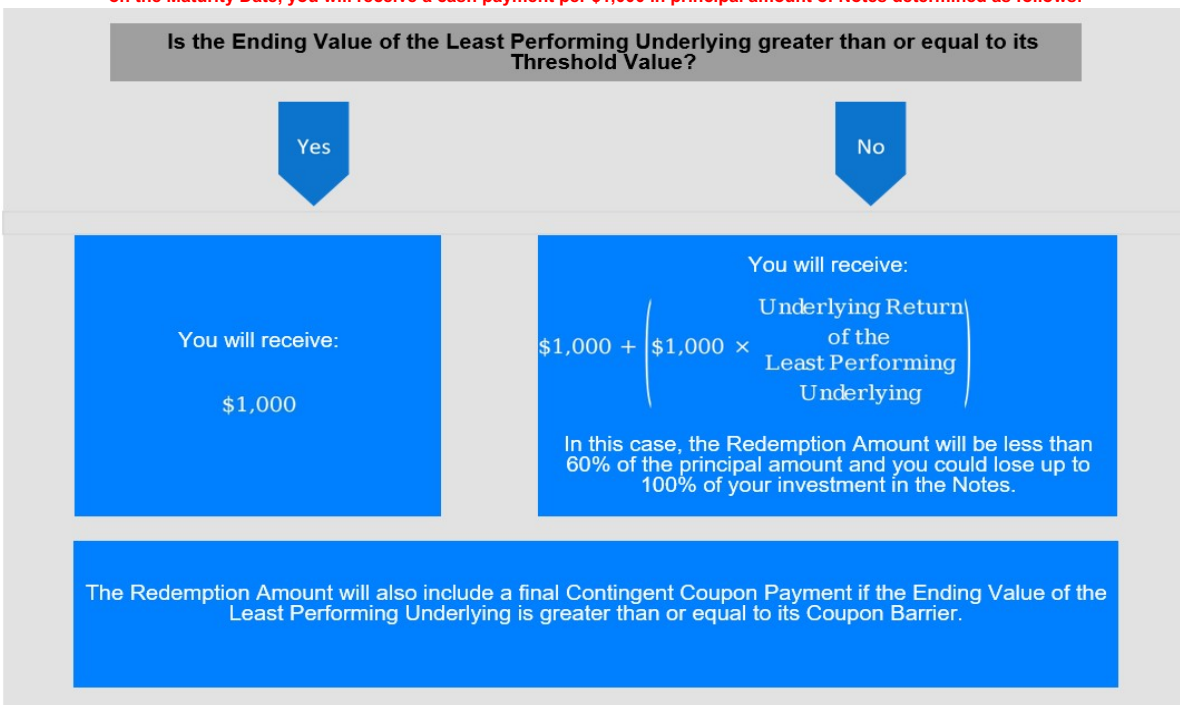 on the Maturity Date, you will receive a cash payment per $1,000 in principal amount of Notes determined as follows:
Is the Ending Value of the Least Performing Underlying greater than or equal to its
Threshold Value?
Yes
No
You will receive:
$1,000
You will receive:
$1,000 + ($1,000 × Underlying Return
of the
Least Performing
Underlying)
In this case, the Redemption Amount will be less than
60% of the principal amount and you could lose up to
100% of your investment in the Notes.
The Redemption Amount will also include a final Contingent Coupon Payment if the Ending Value of the
Least Performing Underlying is greater than or equal to its Coupon Barrier.